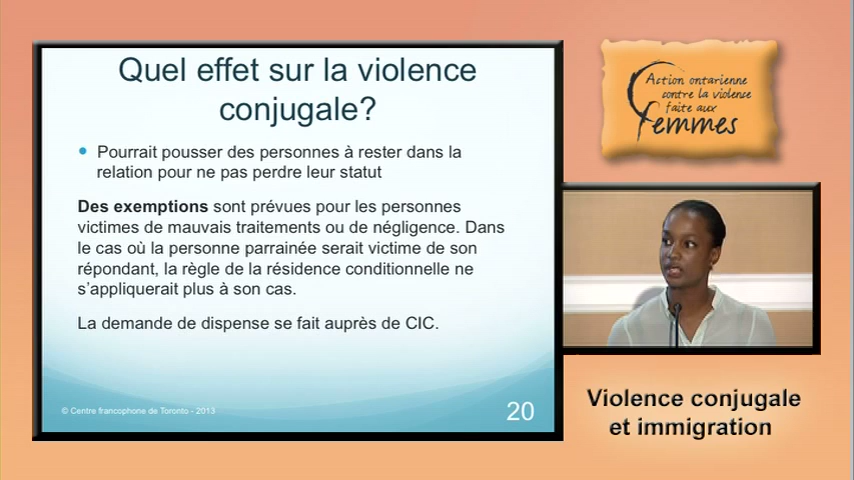 Quel effet sur la violence
conjugale?
Pourrait pousser des personnes à rester dans la
relation pour ne pas perdre leur statut
Des exemptions sont prévues pour les personnes
victimes de mauvais traitements ou de négligence. Dans
le cas où la personne parrainée serait victime de son
répondant, la règle de la résidence conditionnelle ne
s’appliquerait plus à son cas.
La demande de dispense se fait auprès de CIC.
© Centre francophone de Toronto - 2013
20
Action ontarienne
contre la violence
faite aux
femmes
Violence conjugale
et immigration